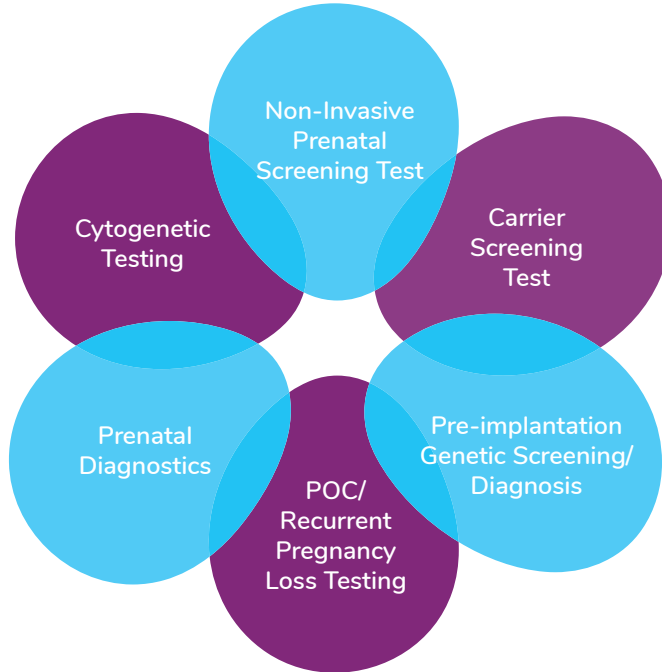 Non-Invasive
Prenatal
Screening Test
Carrier
Screening
Test
Pre-implantation
Genetic Screening/
Diagnosis
POC/
Recurrent
Pregnancy
Loss Testing
Prenatal
Diagnostics
Cytogenetic
Testing